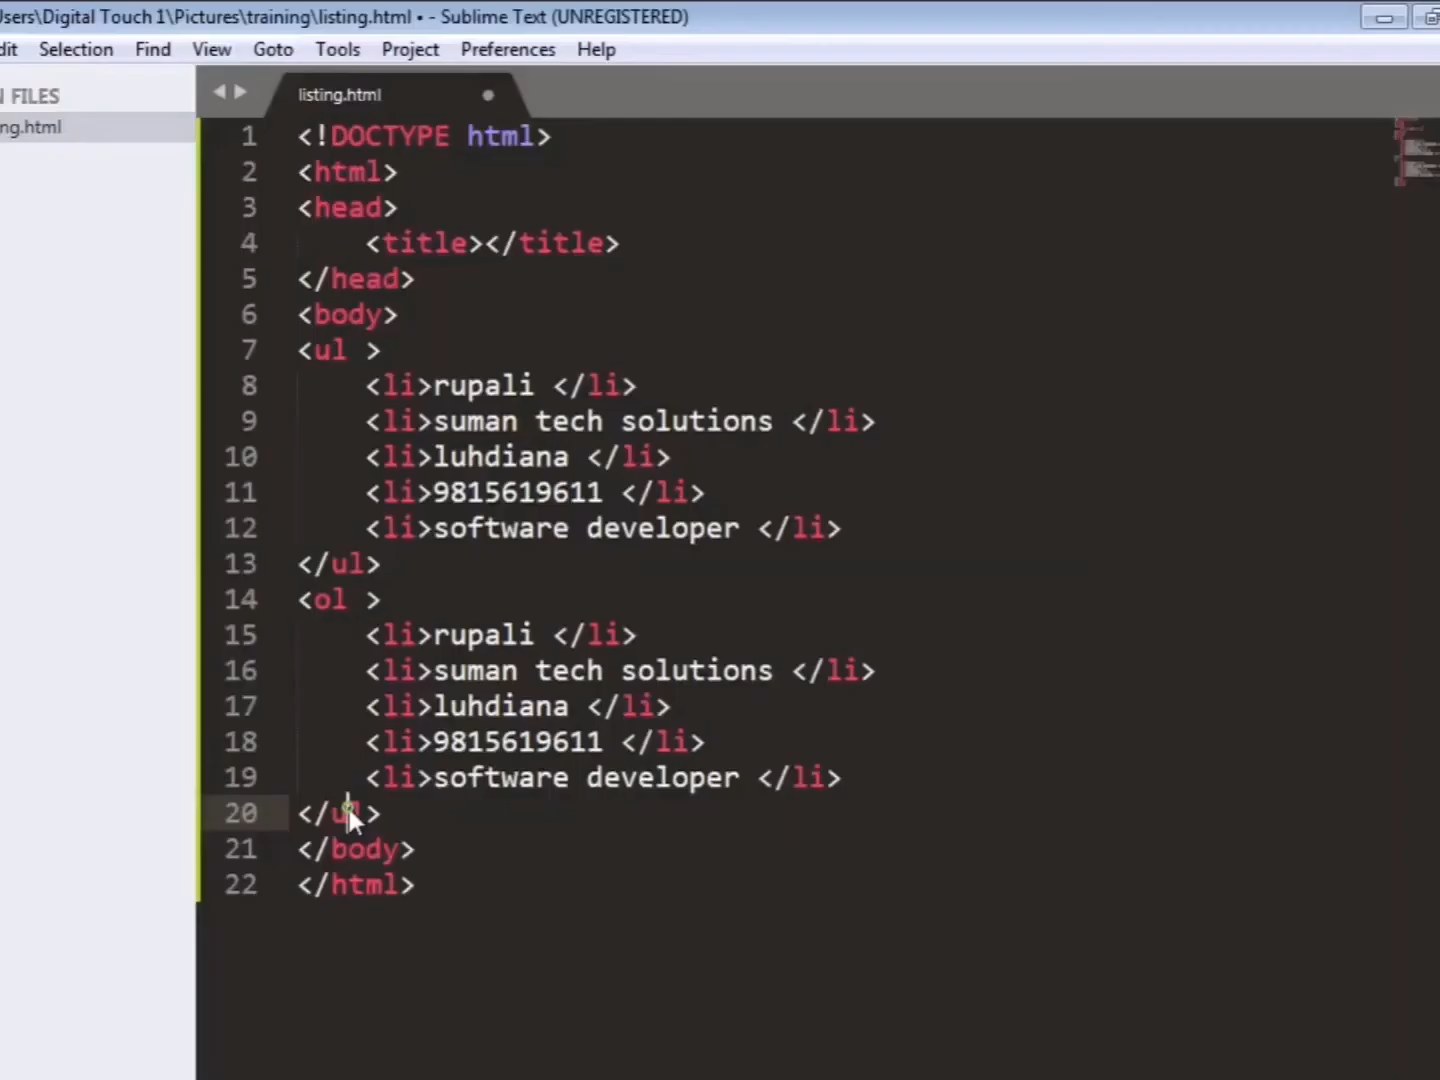 sers\Digital Touch 1\Pictures\training\listing.html • - Sublime Text (UNREGISTERED)
dit Selection Find View Goto Tools Project Preferences Help
N FILES
ng.html
listing.html
1 <!DOCTYPE html>
2 <html>
3 <head>
4 <title></title>
5 </head>
6 <body>
7 <ul >
8 <li>rupali </li>
9 <li>suman tech solutions </li>
10 <li>luhdiana </li>
11 <li>9815619611 </li>
12 <li>software developer </li>
13 </ul>
14 <ol >
15 <li>rupali </li>
16 <li>suman tech solutions </li>
17 <li>luhdiana </li>
18 <li>9815619611 </li>
19 <li>software developer </li>
20 </ul>
21 </body>
22 </html>